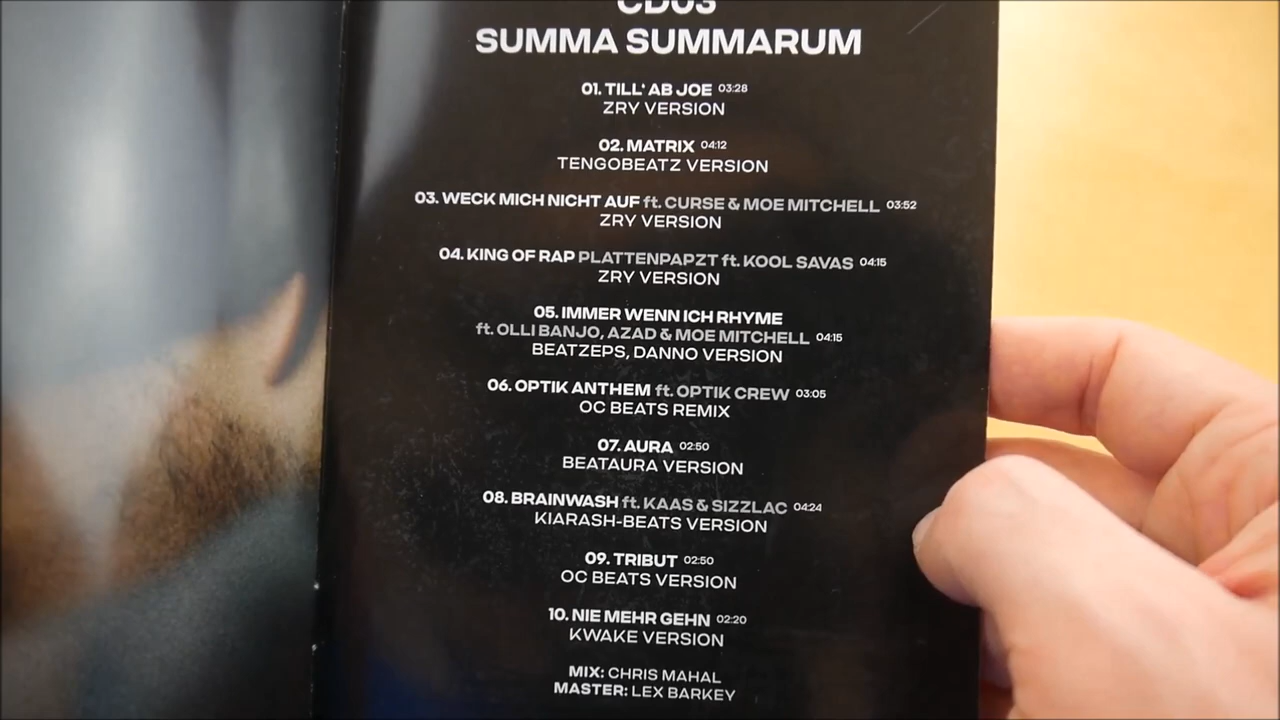 CD03
SUMMA SUMMARUM
01. TILL' AB JOE 03:28
ZRY VERSION
02. MATRIX 04:12
TENGOBEATZ VERSION
03. WECK MICH NICHT AUF ft. CURSE & MOE MITCHELL 03:52
ZRY VERSION
04. KING OF RAP PLATTENPAPZT ft. KOOL SAVAS 04:15
ZRY VERSION
05. IMMER WENN ICH RHYME
ft. OLLI BANJO, AZAD & MOE MITCHELL 04:15
BEATZEPS, DANNO VERSION
06. OPTIK ANTHEM ft. OPTIK CREW 03:05
OC BEATS REMIX
07. AURA 02:50
BEATAURA VERSION
08. BRAINWASH ft. KAAS & SIZZLAC 04:24
KIARASH-BEATS VERSION
09. TRIBUT 02:50
OC BEATS VERSION
10. NIE MEHR GEHN 02:20
KWAKE VERSION
MIX: CHRIS MAHAL
MASTER: LEX BARKEY